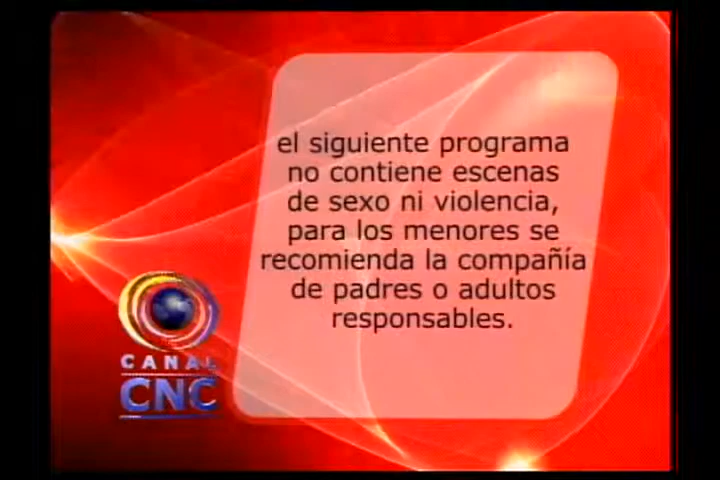 el siguiente programa
no contiene escenas
de sexo ni violencia,
para los menores se
recomienda la compañía
de padres o adultos
responsables.
CANAL
CNC